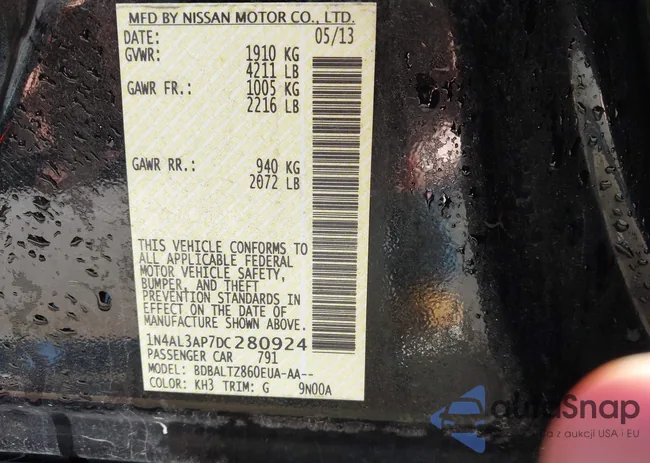 MFD BY NISSAN MOTOR CO., LTD.
DATE: 05/13
GVWR: 1910 KG
4211 LB
GAWR FR.: 1005 KG
2216 LB
GAWR RR.: 940 KG
2072 LB
THIS VEHICLE CONFORMS TO
ALL APPLICABLE FEDERAL
MOTOR VEHICLE SAFETY,
BUMPER, AND THEFT
PREVENTION STANDARDS IN
EFFECT ON THE DATE OF
MANUFACTURE SHOWN ABOVE.
1N4AL3AP7DC280924
PASSENGER CAR 791
MODEL: BDBALTZ860EUA-AA--
COLOR: KH3 TRIM: G 9N00A
autoSnap
z aukcji USA i EU